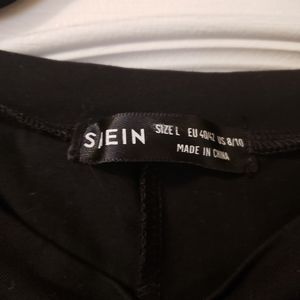 SHEIN SIZE L EU 40/42 US 8/10
MADE IN CHINA